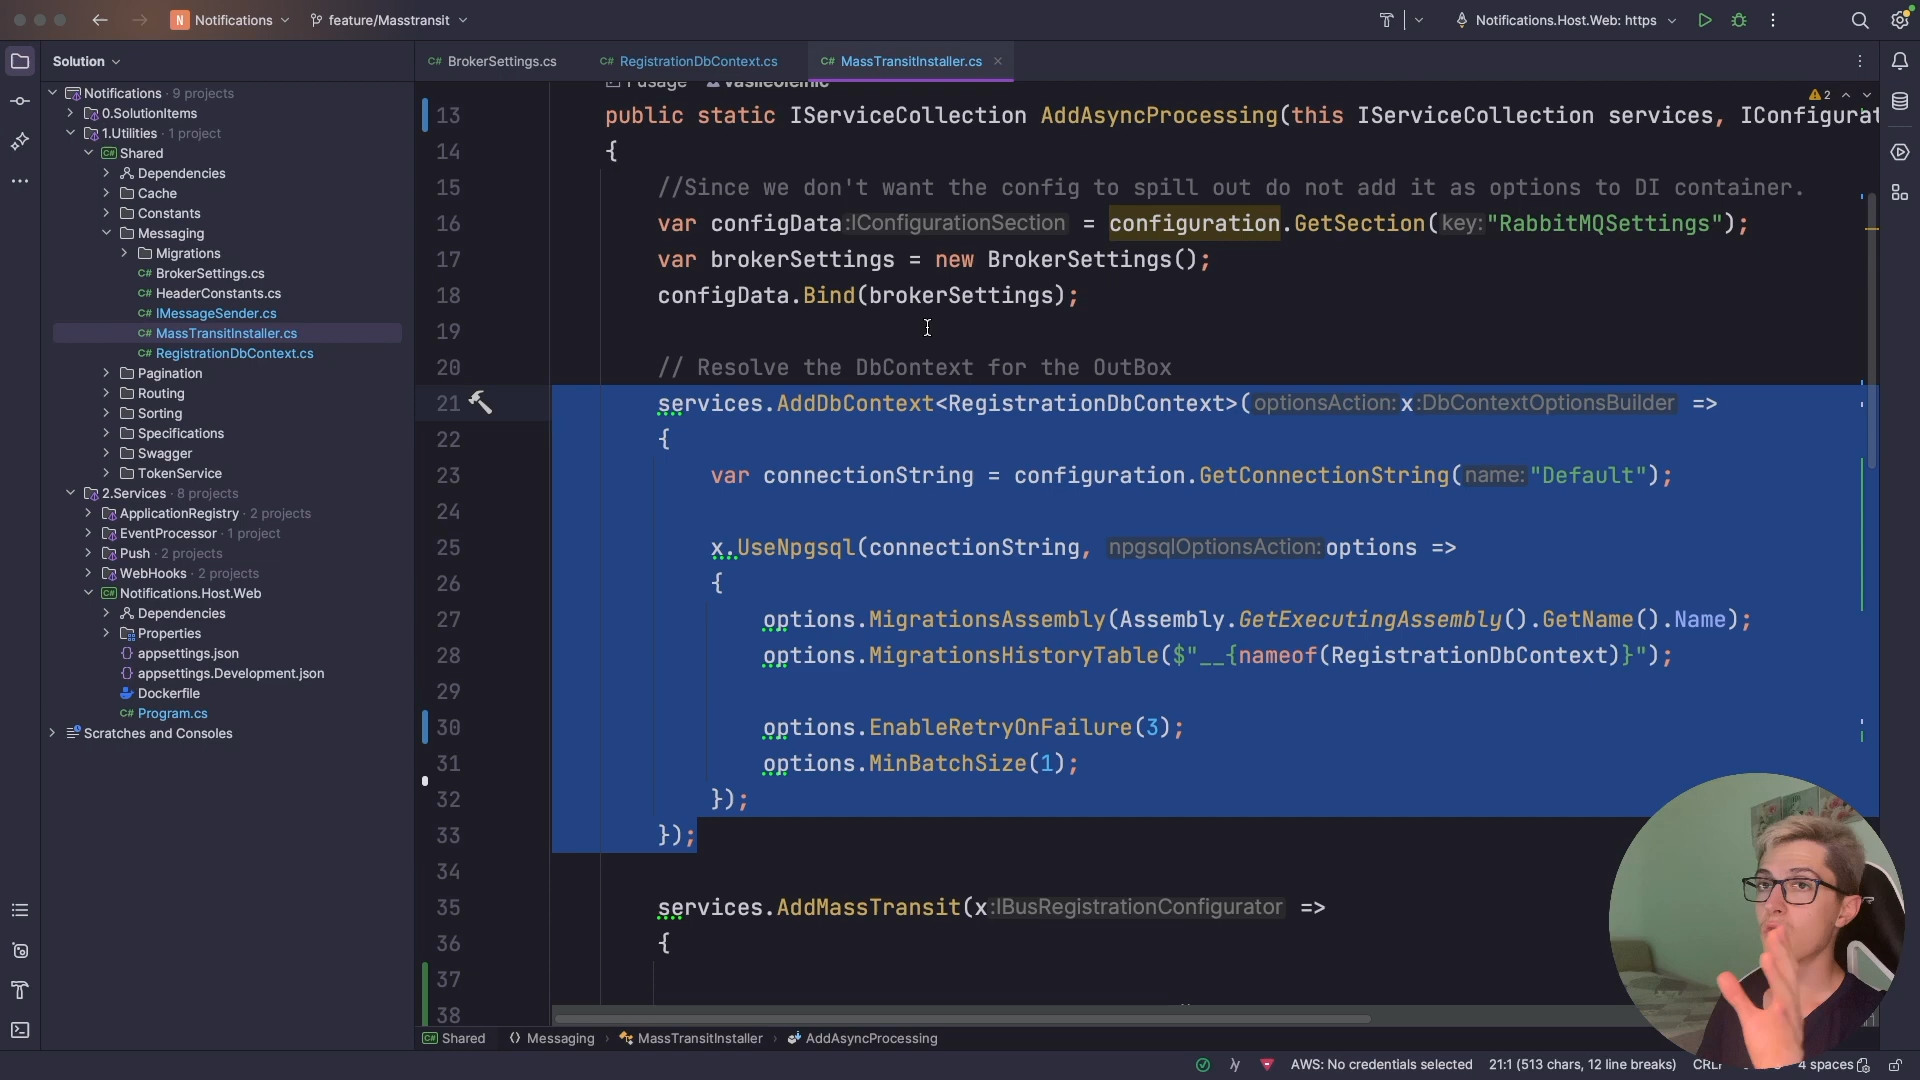 N Notifications
feature/Masstransit
Notifications.Host.Web: https
Solution
C# BrokerSettings.cs
C# RegistrationDbContext.cs
C# MassTransitInstaller.cs
Notifications · 9 projects
0.SolutionItems
1.Utilities · 1 project
C# Shared
Dependencies
Cache
Constants
Messaging
Migrations
C# BrokerSettings.cs
C# HeaderConstants.cs
C# IMessageSender.cs
C# MassTransitInstaller.cs
C# RegistrationDbContext.cs
Pagination
Routing
Sorting
Specifications
Swagger
TokenService
2.Services · 8 projects
ApplicationRegistry · 2 projects
EventProcessor · 1 project
Push · 2 projects
WebHooks · 2 projects
C# Notifications.Host.Web
Dependencies
Properties
appsettings.json
appsettings.Development.json
Dockerfile
C# Program.cs
Scratches and Consoles
2
13 public static IServiceCollection AddAsyncProcessing(this IServiceCollection services, IConfigurat
14 {
15 //Since we don't want the config to spill out do not add it as options to DI container.
16 var configData :IConfigurationSection = configuration.GetSection( key: "RabbitMQSettings");
17 var brokerSettings = new BrokerSettings();
18 configData.Bind(brokerSettings);
19
20 // Resolve the DbContext for the OutBox
21 services.AddDbContext<RegistrationDbContext>( optionsAction: x :DbContextOptionsBuilder =>
22 {
23 var connectionString = configuration.GetConnectionString( name: "Default");
24
25 x.UseNpgsql(connectionString, npgsqlOptionsAction: options =>
26 {
27 options.MigrationsAssembly(Assembly.GetExecutingAssembly().GetName().Name);
28 options.MigrationsHistoryTable($"__{nameof(RegistrationDbContext)}");
29
30 options.EnableRetryOnFailure(3);
31 options.MinBatchSize(1);
32 });
33 });
34
35 services.AddMassTransit(x :IBusRegistrationConfigurator =>
36 {
37
38
C# Shared
Messaging
MassTransitInstaller
AddAsyncProcessing
AWS: No credentials selected
21:1 (513 chars, 12 line breaks)
4 spaces